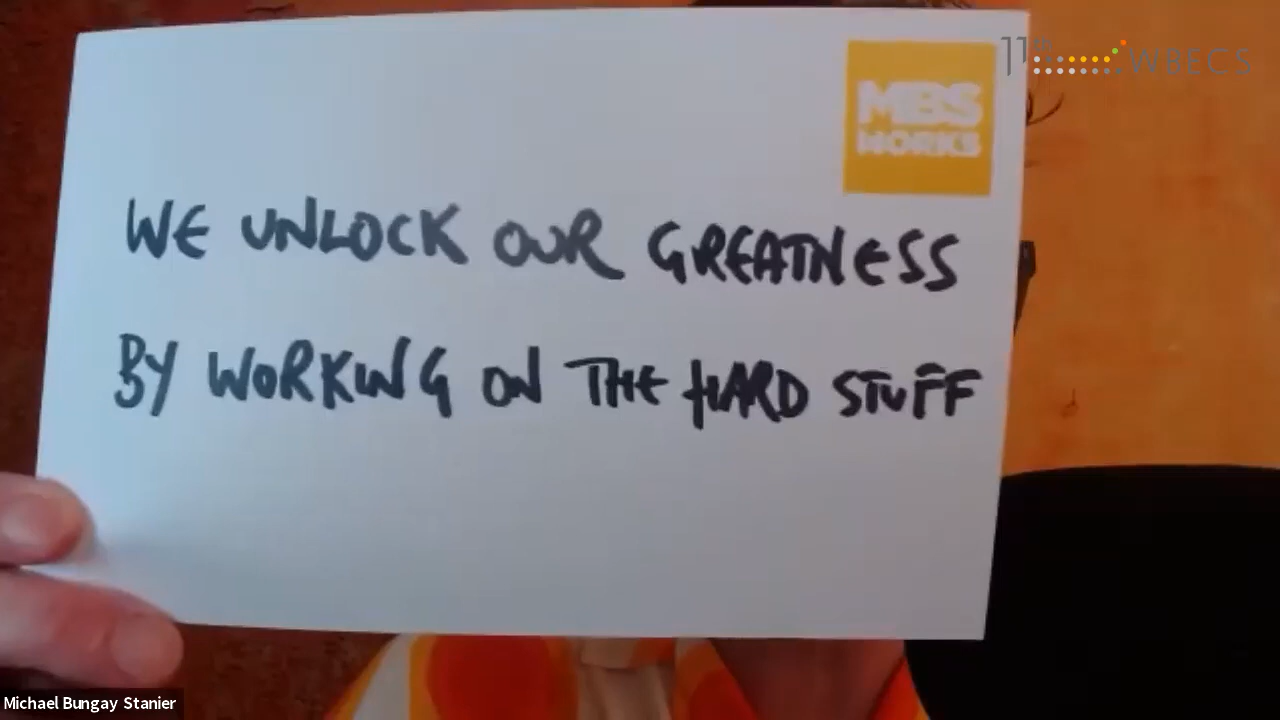 11TH WBECS
MBS
WORKS
WE UNLOCK OUR GREATNESS
BY WORKING ON THE HARD STUFF
Michael Bungay Stanier